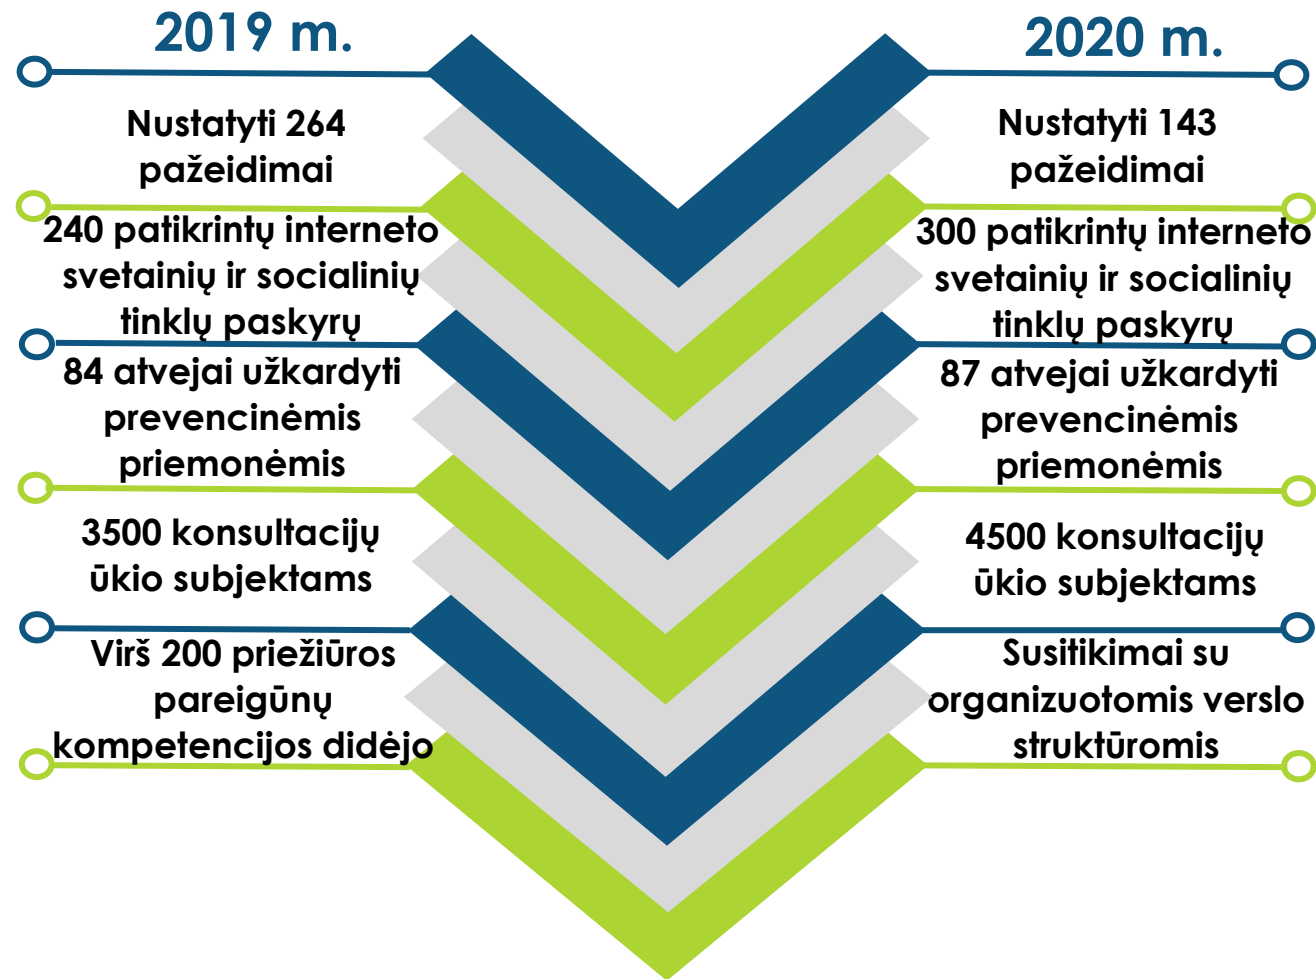 2019 m.
Nustatyti 264
pažeidimai
240 patikrintų interneto
svetainių ir socialinių
tinklų paskyrų
84 atvejai užkardyti
prevencinėmis
priemonėmis
3500 konsultacijų
ūkio subjektams
Virš 200 priežiūros
pareigūnų
kompetencijos didėjo
2020 m.
Nustatyti 143
pažeidimai
300 patikrintų interneto
svetainių ir socialinių
tinklų paskyrų
87 atvejai užkardyti
prevencinėmis
priemonėmis
4500 konsultacijų
ūkio subjektams
Susitikimai su
organizuotomis verslo
struktūromis